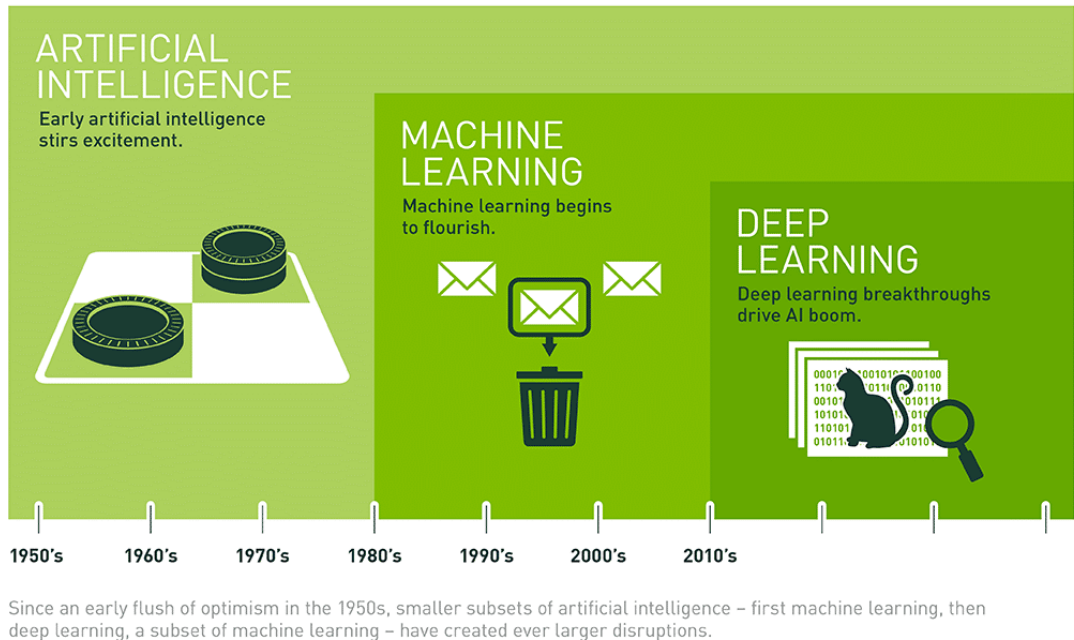 ARTIFICIAL
INTELLIGENCE
Early artificial intelligence
stirs excitement.
MACHINE
LEARNING
Machine learning begins
to flourish.
DEEP
LEARNING
Deep learning breakthroughs
drive AI boom.
1950's 1960's 1970's 1980's 1990's 2000's 2010's
Since an early flush of optimism in the 1950s, smaller subsets of artificial intelligence – first machine learning, then
deep learning, a subset of machine learning – have created ever larger disruptions.